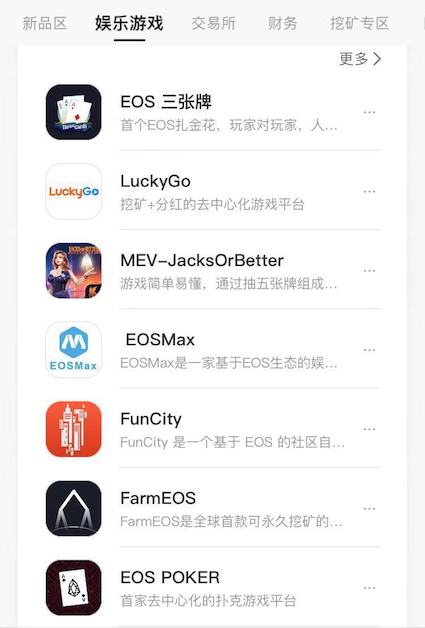 新品区 娱乐游戏 交易所 财务 挖矿专区
更多
EOS 三张牌
首个EOS扎金花，玩家对玩家，人...
LuckyGo
LuckyGo
挖矿+分红的去中心化游戏平台
JACKS OR BETTER
MEV-JacksOrBetter
游戏简单易懂，通过抽五张牌组成...
EOSMax
EOSMax
EOSMax是一家基于EOS生态的娱...
FunCity
FunCity 是一个基于 EOS 的社区自...
FarmEOS
FarmEOS是全球首款可永久挖矿的...
EOS POKER
首家去中心化的扑克游戏平台